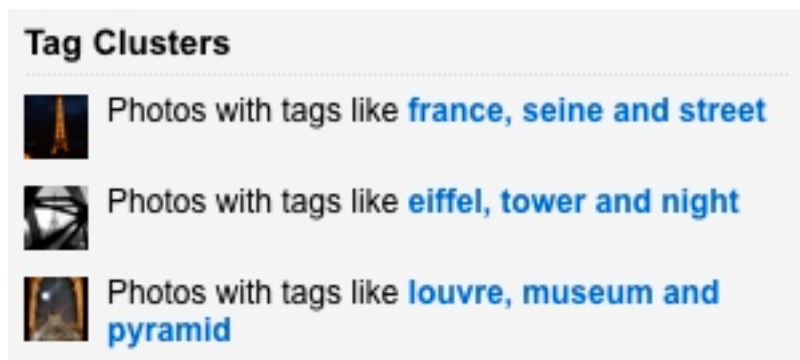 Tag Clusters
Photos with tags like france, seine and street
Photos with tags like eiffel, tower and night
Photos with tags like louvre, museum and
pyramid